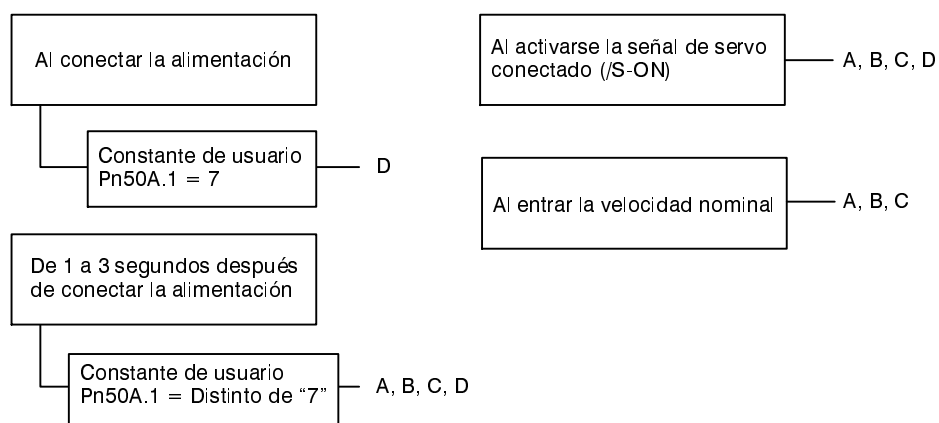 Al conectar la alimentación
Constante de usuario
Pn50A.1 = 7
D
De 1 a 3 segundos después
de conectar la alimentación
Constante de usuario
Pn50A.1 = Distinto de “7”
A, B, C, D
Al activarse la señal de servo
conectado (/S-ON)
A, B, C, D
Al entrar la velocidad nominal
A, B, C